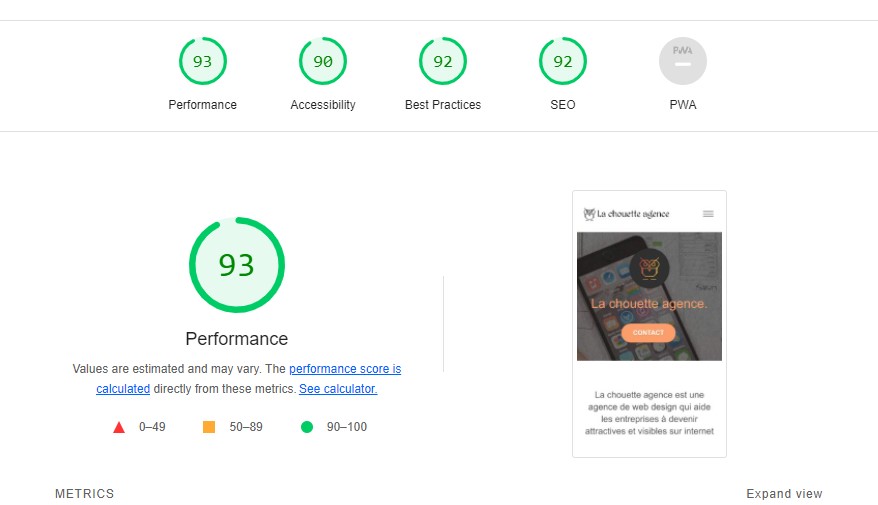 93
90
92
92
PWA
Performance
Accessibility
Best Practices
SEO
PWA
La chouette agence
La chouette agence.
CONTACT
93
Performance
Values are estimated and may vary. The performance score is
calculated directly from these metrics. See calculator.
0–49
50–89
90–100
La chouette agence est une
agence de web design qui aide
les entreprises à devenir
attractives et visibles sur internet
METRICS
Expand view